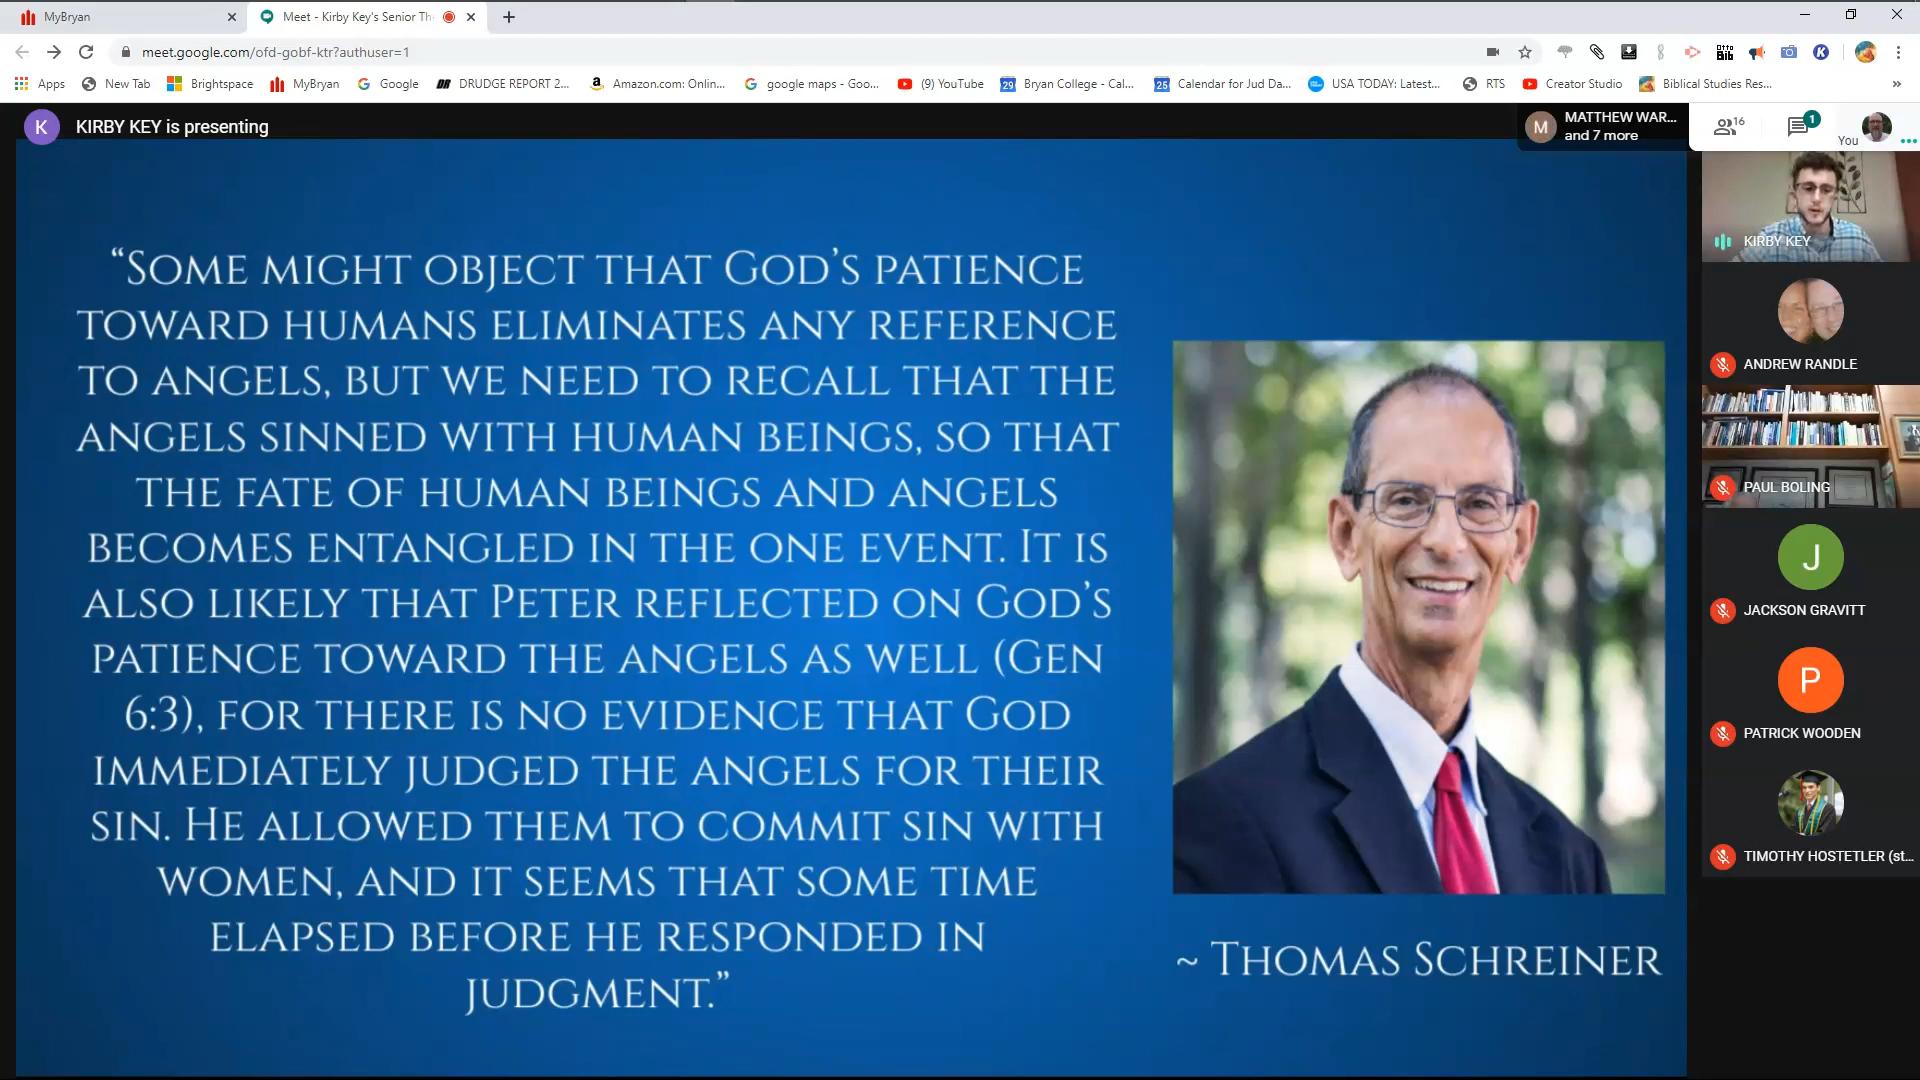 MyBryan
Meet - Kirby Key's Senior Th
meet.google.com/ofd-gobf-ktr?authuser=1
Apps
New Tab
Brightspace
MyBryan
Google
DRUDGE REPORT 2...
Amazon.com: Onlin...
google maps - Goo...
(9) YouTube
Bryan College - Cal...
Calendar for Jud Da...
USA TODAY: Latest...
RTS
Creator Studio
Biblical Studies Res...
»
K
KIRBY KEY is presenting
M
MATTHEW WAR...
and 7 more
16
1
You
“Some might object that God’s patience
toward humans eliminates any reference
to angels, but we need to recall that the
angels sinned with human beings, so that
the fate of human beings and angels
becomes entangled in the one event. It is
also likely that Peter reflected on God’s
patience toward the angels as well (Gen
6:3), for there is no evidence that God
immediately judged the angels for their
sin. He allowed them to commit sin with
women, and it seems that some time
elapsed before he responded in
judgment.”
~ Thomas Schreiner
KIRBY KEY
ANDREW RANDLE
PAUL BOLING
J
JACKSON GRAVITT
P
PATRICK WOODEN
TIMOTHY HOSTETLER (st...